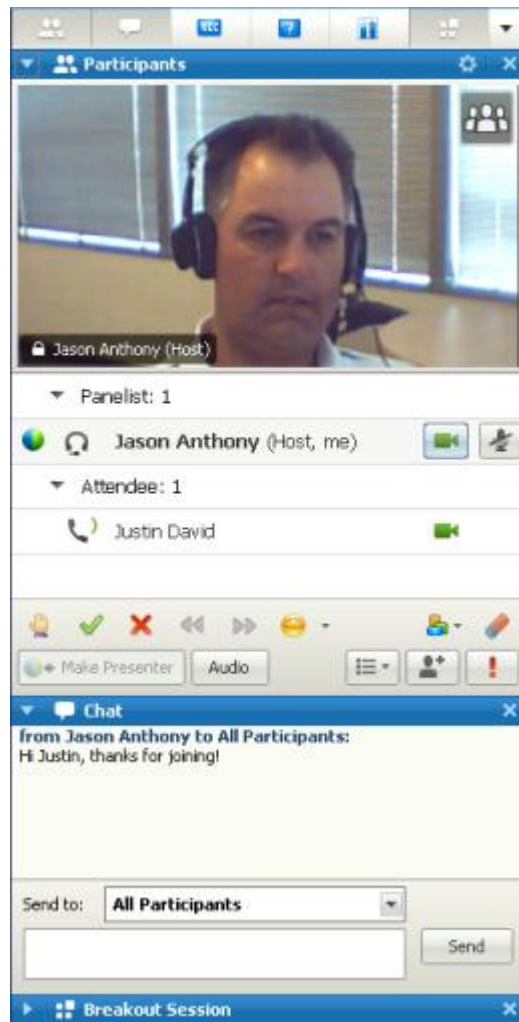 REC
?
Participants
Jason Anthony (Host)
Panelist: 1
Jason Anthony (Host, me)
Attendee: 1
Justin David
Make Presenter
Audio
!
Chat
from Jason Anthony to All Participants:
Hi Justin, thanks for joining!
Send to: All Participants
Send
Breakout Session